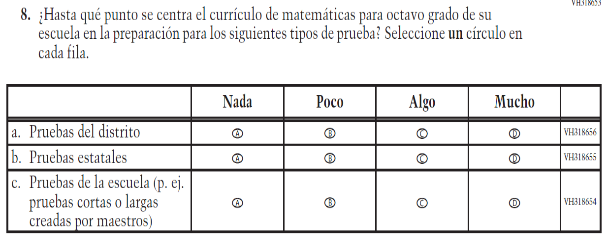 VH318653
8. ¿Hasta qué punto se centra el currículo de matemáticas para octavo grado de su
escuela en la preparación para los siguientes tipos de prueba? Seleccione un círculo en
cada fila.
Nada Poco Algo Mucho
a. Pruebas del distrito Ⓐ Ⓑ Ⓒ Ⓓ VH318656
b. Pruebas estatales Ⓐ Ⓑ Ⓒ Ⓓ VH318655
c. Pruebas de la escuela (p. ej.
pruebas cortas o largas Ⓐ Ⓑ Ⓒ Ⓓ VH318654
creadas por maestros)